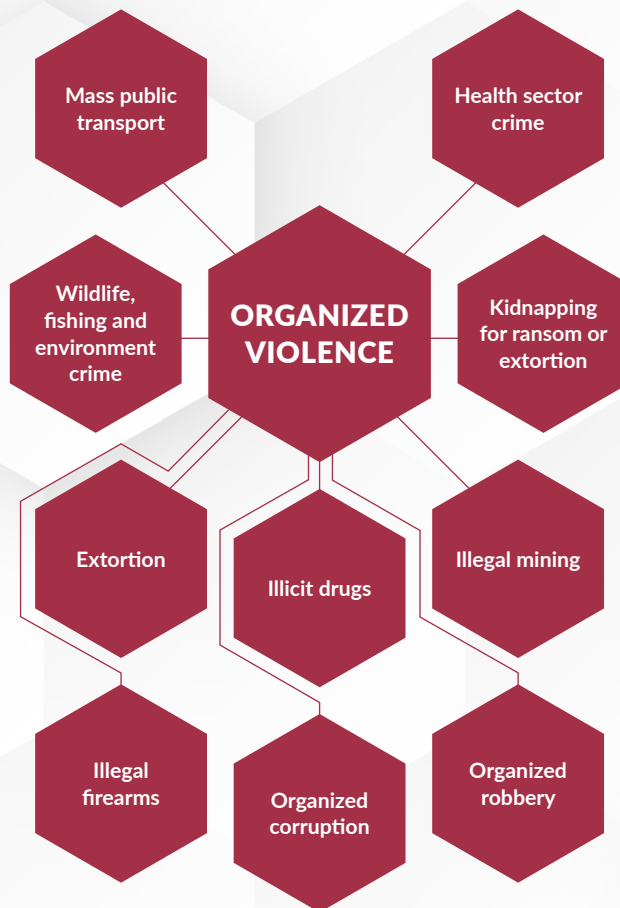 Mass public
transport
Health sector
crime
ORGANIZED
VIOLENCE
Wildlife,
fishing and
environment
crime
Kidnapping
for ransom or
extortion
Extortion
Illicit drugs
Illegal mining
Illegal
firearms
Organized
corruption
Organized
robbery